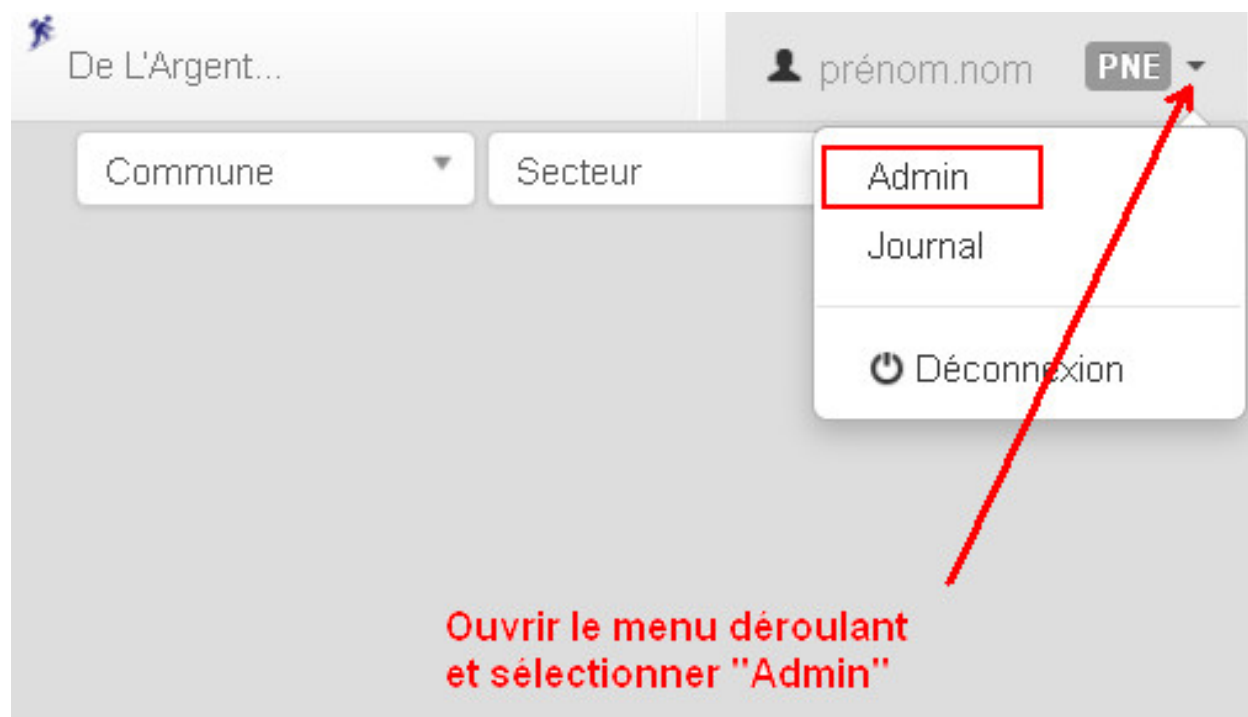 De L'Argent...
prénom.nom PNE
Commune
Secteur
Admin
Journal
Déconnexion
Ouvrir le menu déroulant
et sélectionner "Admin"